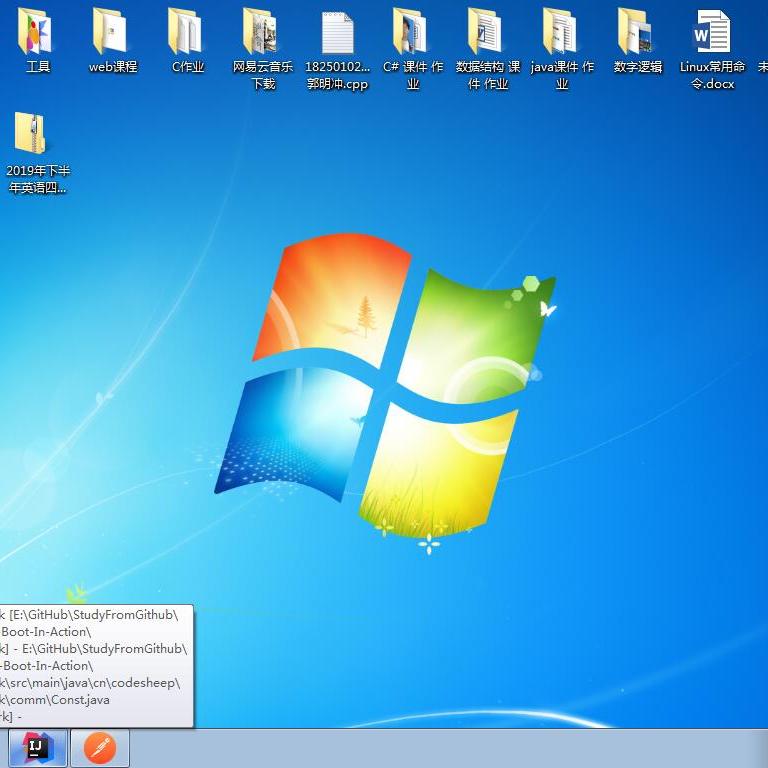 工具
web课程
C作业
网易云音乐
下载
18250102...
郭明冲.cpp
C# 课件 作
业
数据结构 课
件 作业
java课件 作
业
数字逻辑
Linux常用命
令.docx
未
W
2019年下半
年英语四...
k [E:\GitHub\StudyFromGithub\
-Boot-In-Action\
k] - E:\GitHub\StudyFromGithub\
-Boot-In-Action\
k\src\main\java\cn\codesheep\
k\comm\Const.java
rk] -
IJ